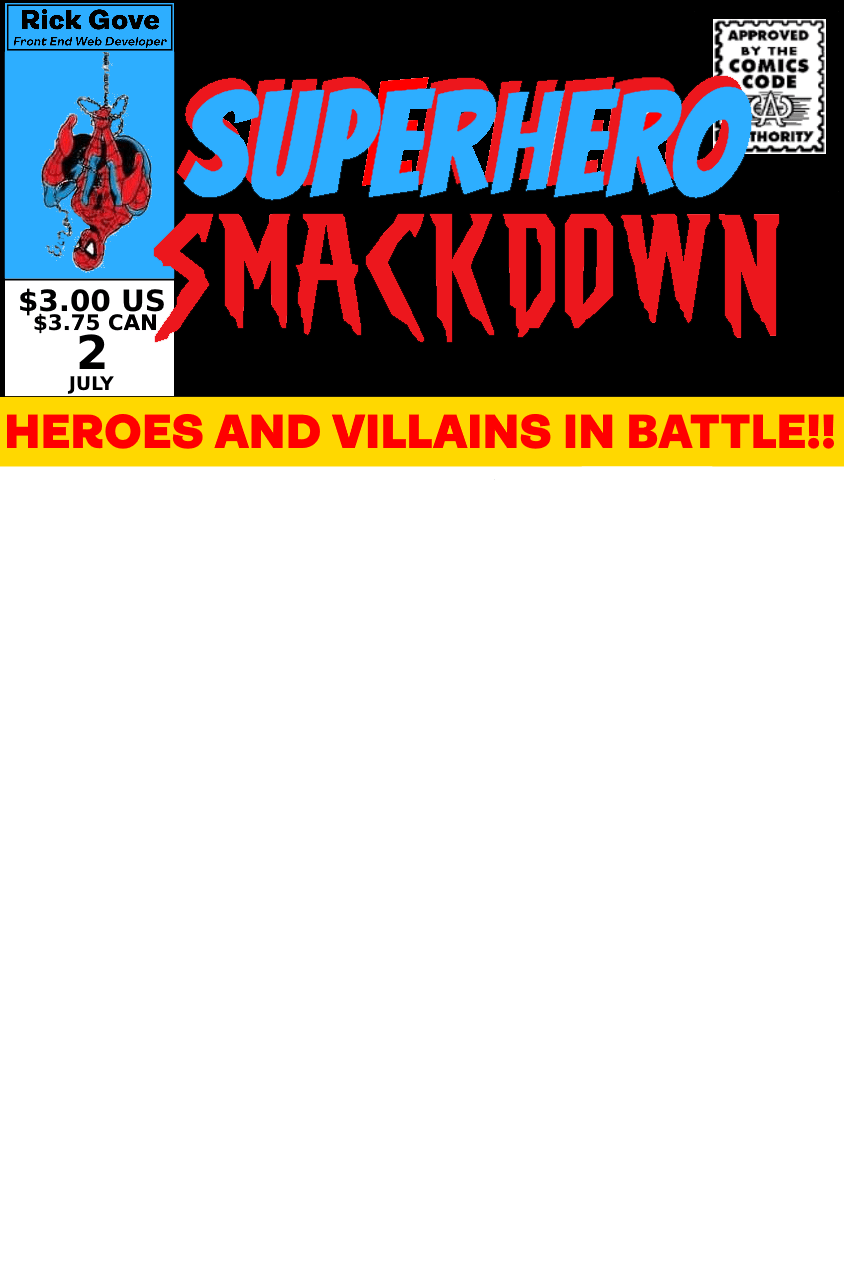 Rick Gove
Front End Web Developer
APPROVED
BY THE
COMICS
CODE
THORITY
SUPERHERO
SMACKDOWN
$3.00 US
$3.75 CAN
2
JULY
HEROES AND VILLAINS IN BATTLE!!